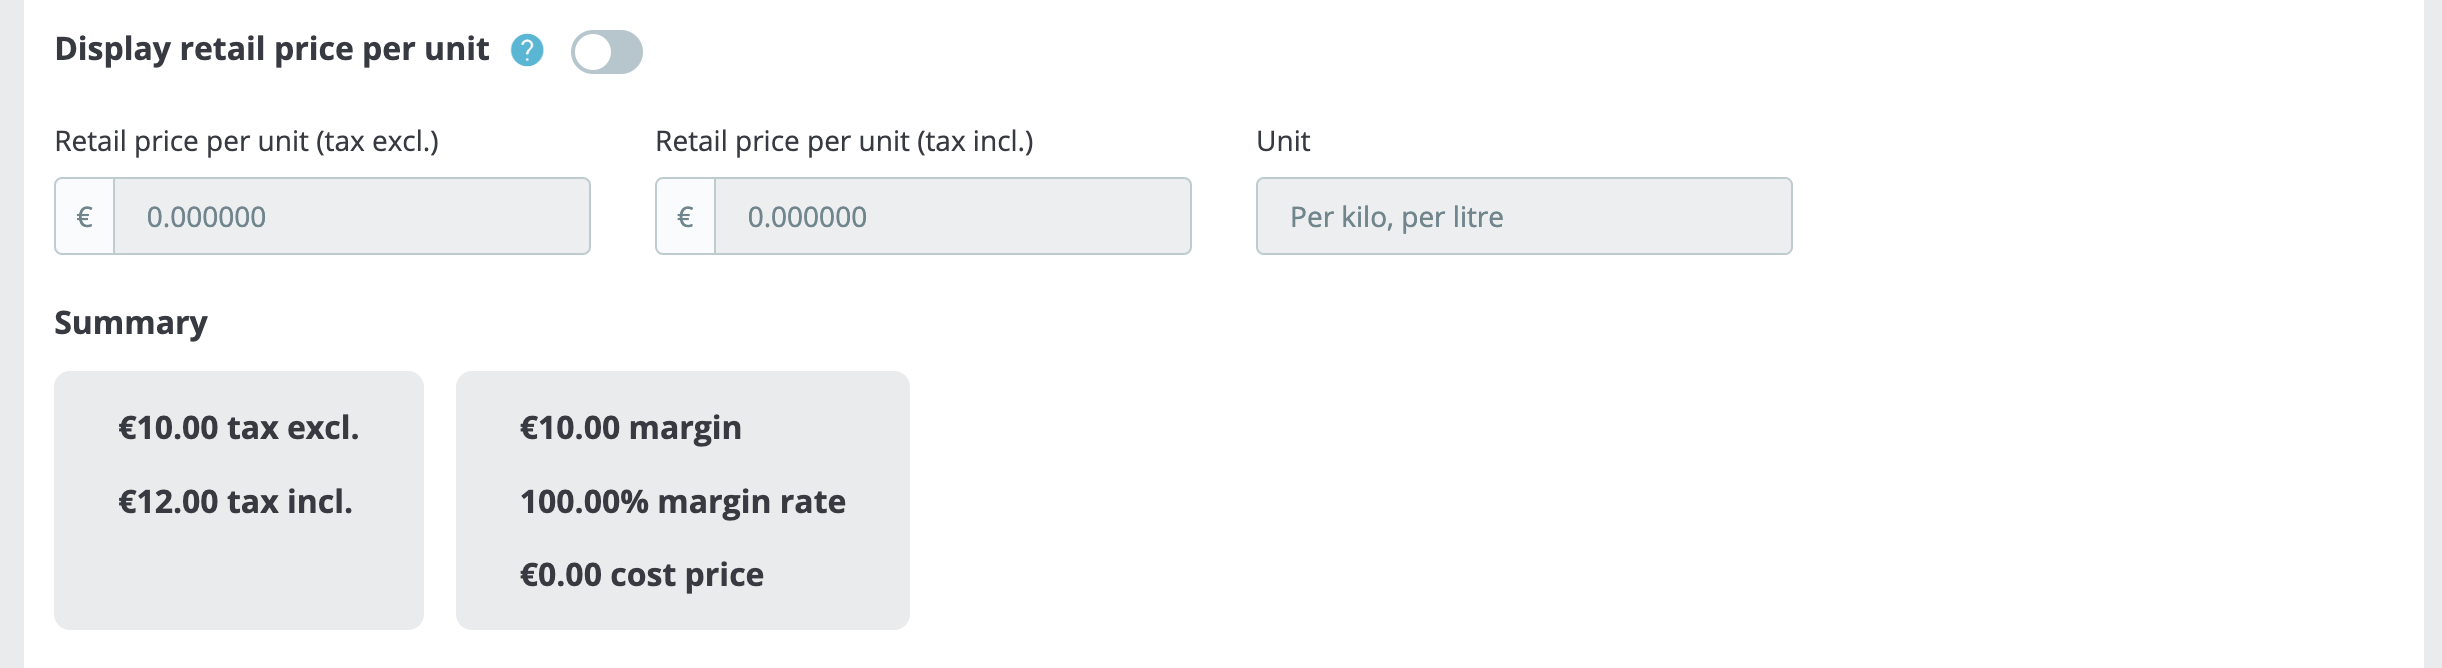 Display retail price per unit ?
Retail price per unit (tax excl.) Retail price per unit (tax incl.) Unit
€ 0.000000 € 0.000000 Per kilo, per litre
Summary
€10.00 tax excl.
€12.00 tax incl.
€10.00 margin
100.00% margin rate
€0.00 cost price